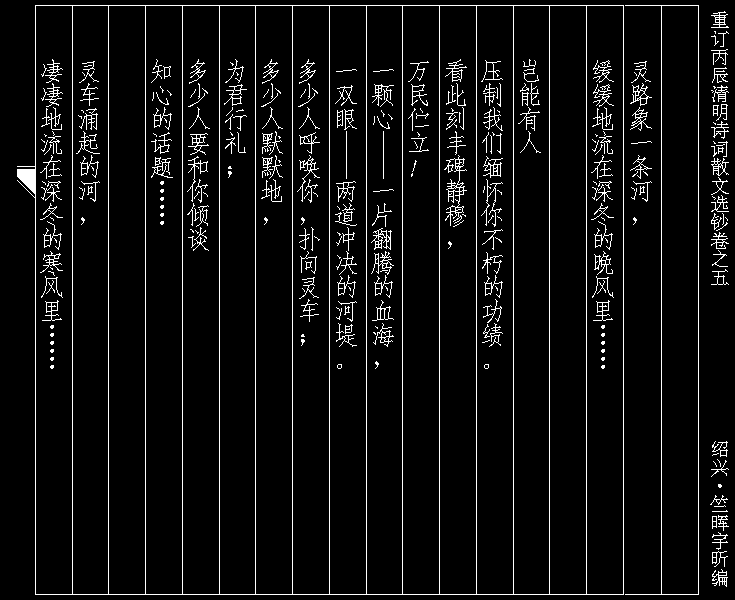 重订丙辰清明诗词散文选钞卷之五
绍兴·竺晖宇昕编
灵路象一条河，
缓缓地流在深冬的晚风里……
岂能有人
压制我们缅怀你不朽的功绩。
看此刻丰碑静穆，
万民伫立！
一颗心——一片翻腾的血海，
一双眼——两道冲决的河堤。
多少人呼唤你，扑向灵车；
多少人默默地，
为君行礼；
多少人要和你倾谈
知心的话题……
灵车涌起的河，
凄凄地流在深冬的寒风里……